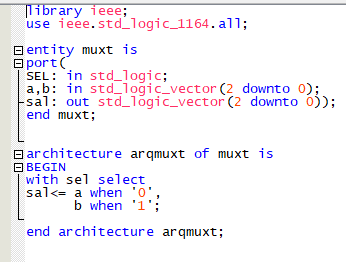 library ieee;
use ieee.std_logic_1164.all;
entity muxt is
port(
SEL: in std_logic;
a,b: in std_logic_vector(2 downto 0);
sal: out std_logic_vector(2 downto 0));
end muxt;
architecture arqmuxt of muxt is
BEGIN
with sel select
sal<= a when '0',
b when '1';
end architecture arqmuxt;